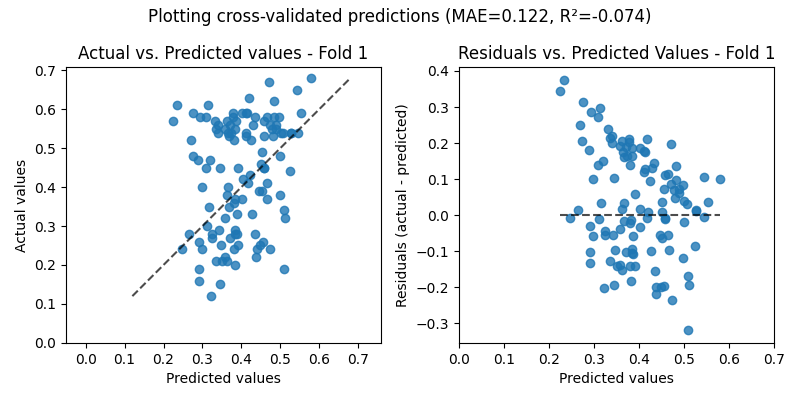 Plotting cross-validated predictions (MAE=0.122, R²=-0.074)
Actual vs. Predicted values - Fold 1
0.7
0.6
0.5
0.4
0.3
0.2
0.1
0.0
Actual values
0.0 0.1 0.2 0.3 0.4 0.5 0.6 0.7
Predicted values
Residuals vs. Predicted Values - Fold 1
0.4
0.3
0.2
0.1
0.0
−0.1
−0.2
−0.3
Residuals (actual - predicted)
0.0 0.1 0.2 0.3 0.4 0.5 0.6 0.7
Predicted values